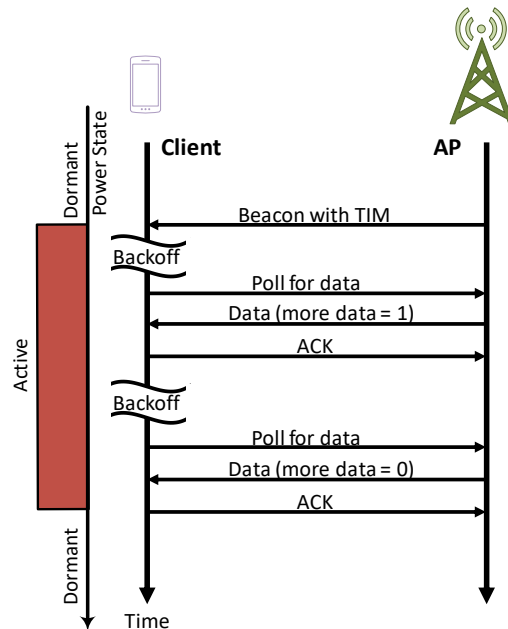 Dormant
Power State
Client
AP
Beacon with TIM
Backoff
Poll for data
Data (more data = 1)
ACK
Active
Backoff
Poll for data
Data (more data = 0)
ACK
Dormant
Time